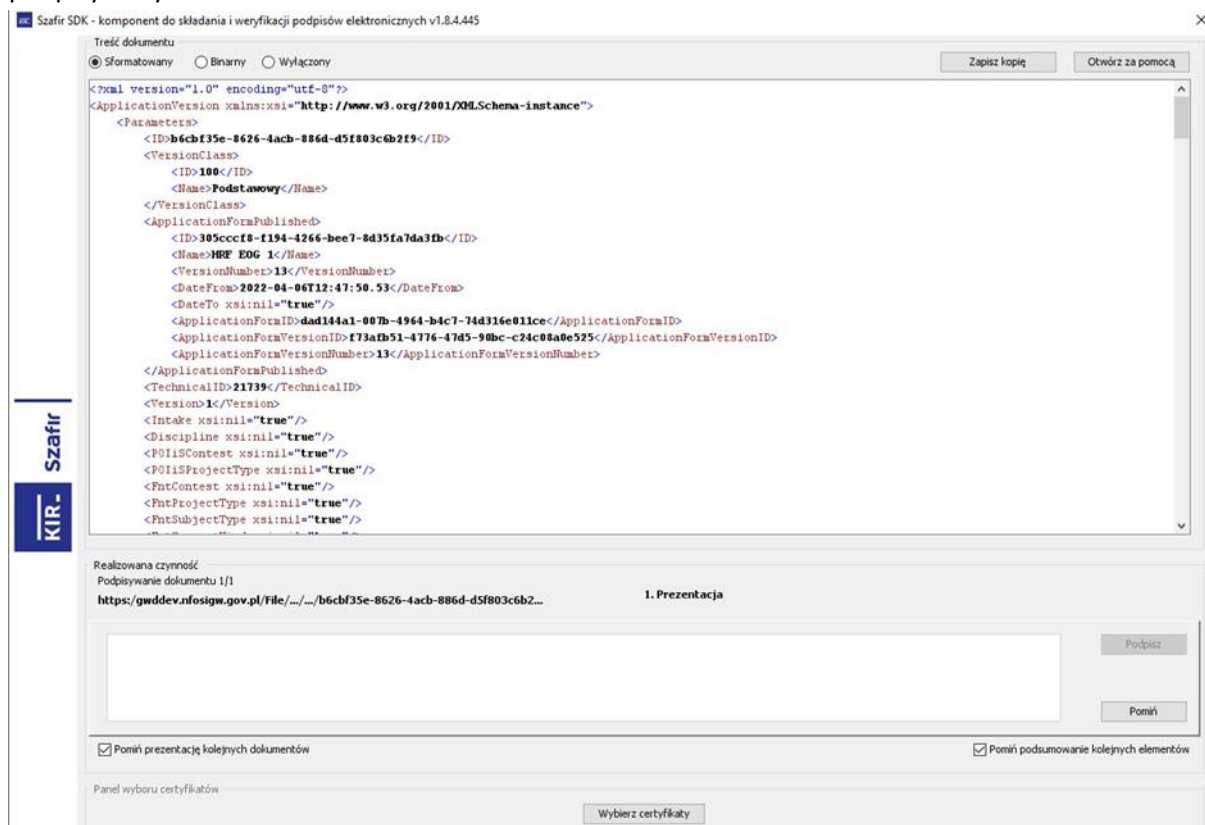 Szafir SDK - komponent do składania i weryfikacji podpisów elektronicznych v1.8.4.445
Treść dokumentu
Sformatowany Binarny Wyłączony Zapisz kopię Otwórz za pomocą
<?xml version="1.0" encoding="utf-8"?>
<ApplicationVersion xmlns:xsi="http://www.w3.org/2001/XMLSchema-instance">
<Parameters>
<ID>b6cbf35e-8626-4acb-886d-d5f803c6b2f9</ID>
<VersionClass>
<ID>100</ID>
<Name>Podstawowy</Name>
</VersionClass>
<ApplicationFormPublished>
<ID>305cccf8-f194-4266-bee7-8d35fa7da3fb</ID>
<Name>MRF EOG 1</Name>
<VersionNumber>13</VersionNumber>
<DateFrom>2022-04-06T12:47:50.53</DateFrom>
<DateTo xsi:nil="true"/>
<ApplicationFormID>dad144a1-007b-4964-b4c7-74d316e011ce</ApplicationFormID>
<ApplicationFormVersionID>f73afb51-4776-47d5-90bc-c24c08a0e525</ApplicationFormVersionID>
<ApplicationFormVersionNumber>13</ApplicationFormVersionNumber>
</ApplicationFormPublished>
<TechnicalID>21739</TechnicalID>
<Version>1</Version>
<Intake xsi:nil="true"/>
<Discipline xsi:nil="true"/>
<POIiSContest xsi:nil="true"/>
<POIiSProjectType xsi:nil="true"/>
<FntContest xsi:nil="true"/>
<FntProjectType xsi:nil="true"/>
<FntSubjectType xsi:nil="true"/>
KIR. Szafir
Realizowana czynność
Podpisywanie dokumentu 1/1
https:/gwddev.nfosigw.gov.pl/File/.../.../b6cbf35e-8626-4acb-886d-d5f803c6b2... 1. Prezentacja
Podpisz
Pomiń
Pomiń prezentację kolejnych dokumentów Pomiń podsumowanie kolejnych elementów
Panel wyboru certyfikatów
Wybierz certyfikaty